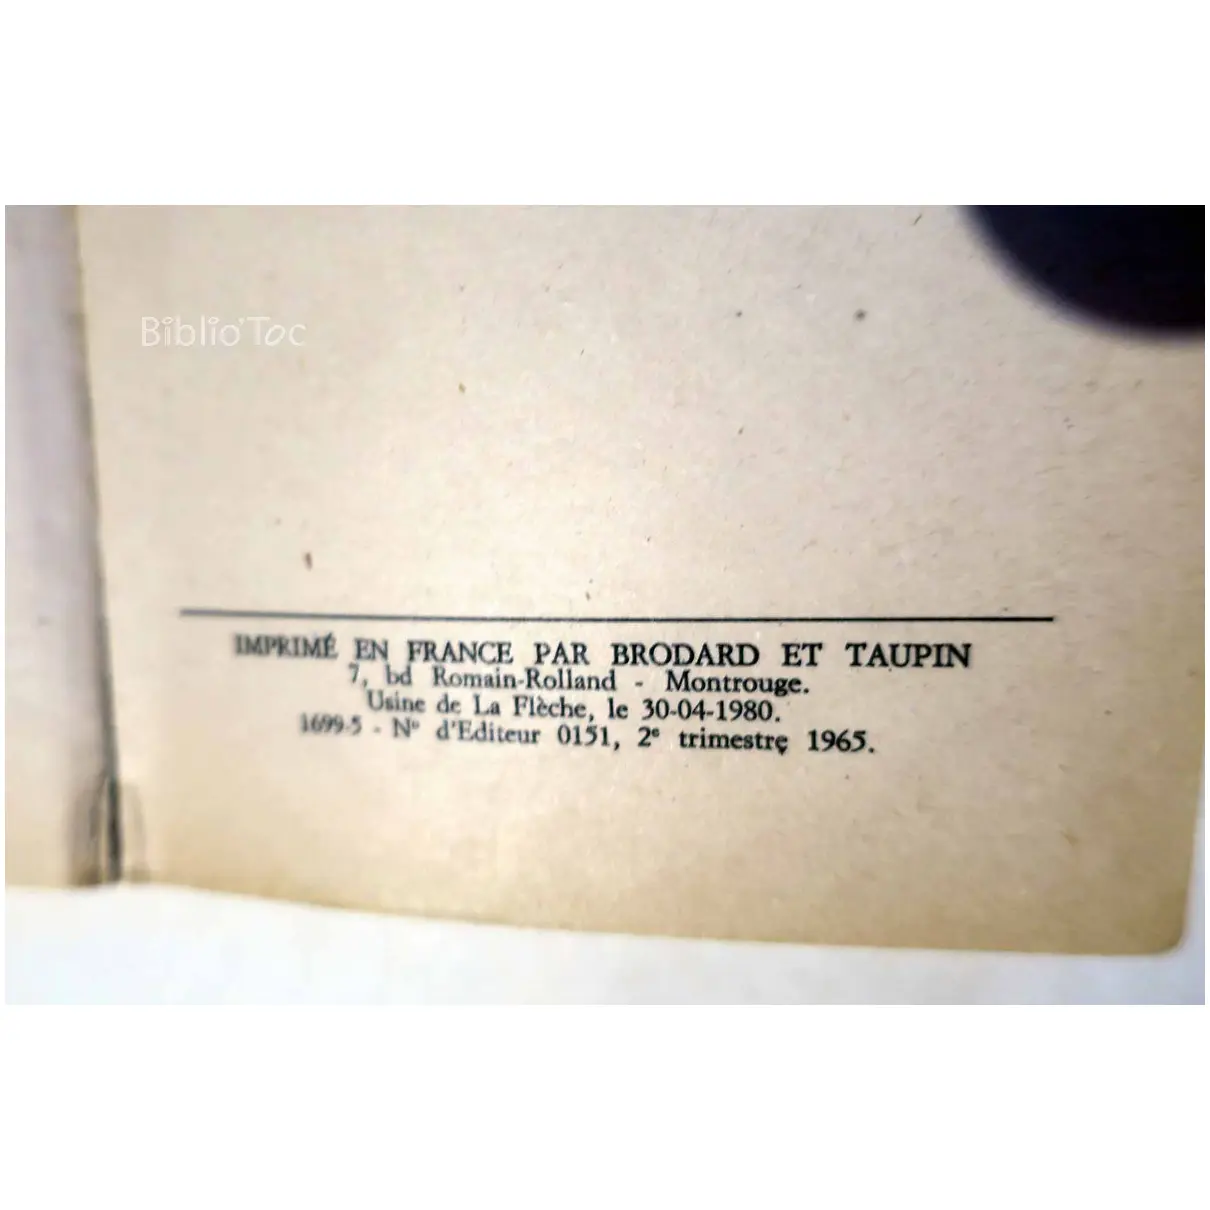 Biblio'Toc
IMPRIMÉ EN FRANCE PAR BRODARD ET TAUPIN
7, bd Romain-Rolland - Montrouge.
Usine de La Flèche, le 30-04-1980.
1699-5 - N° d'Editeur 0151, 2e trimestre 1965.